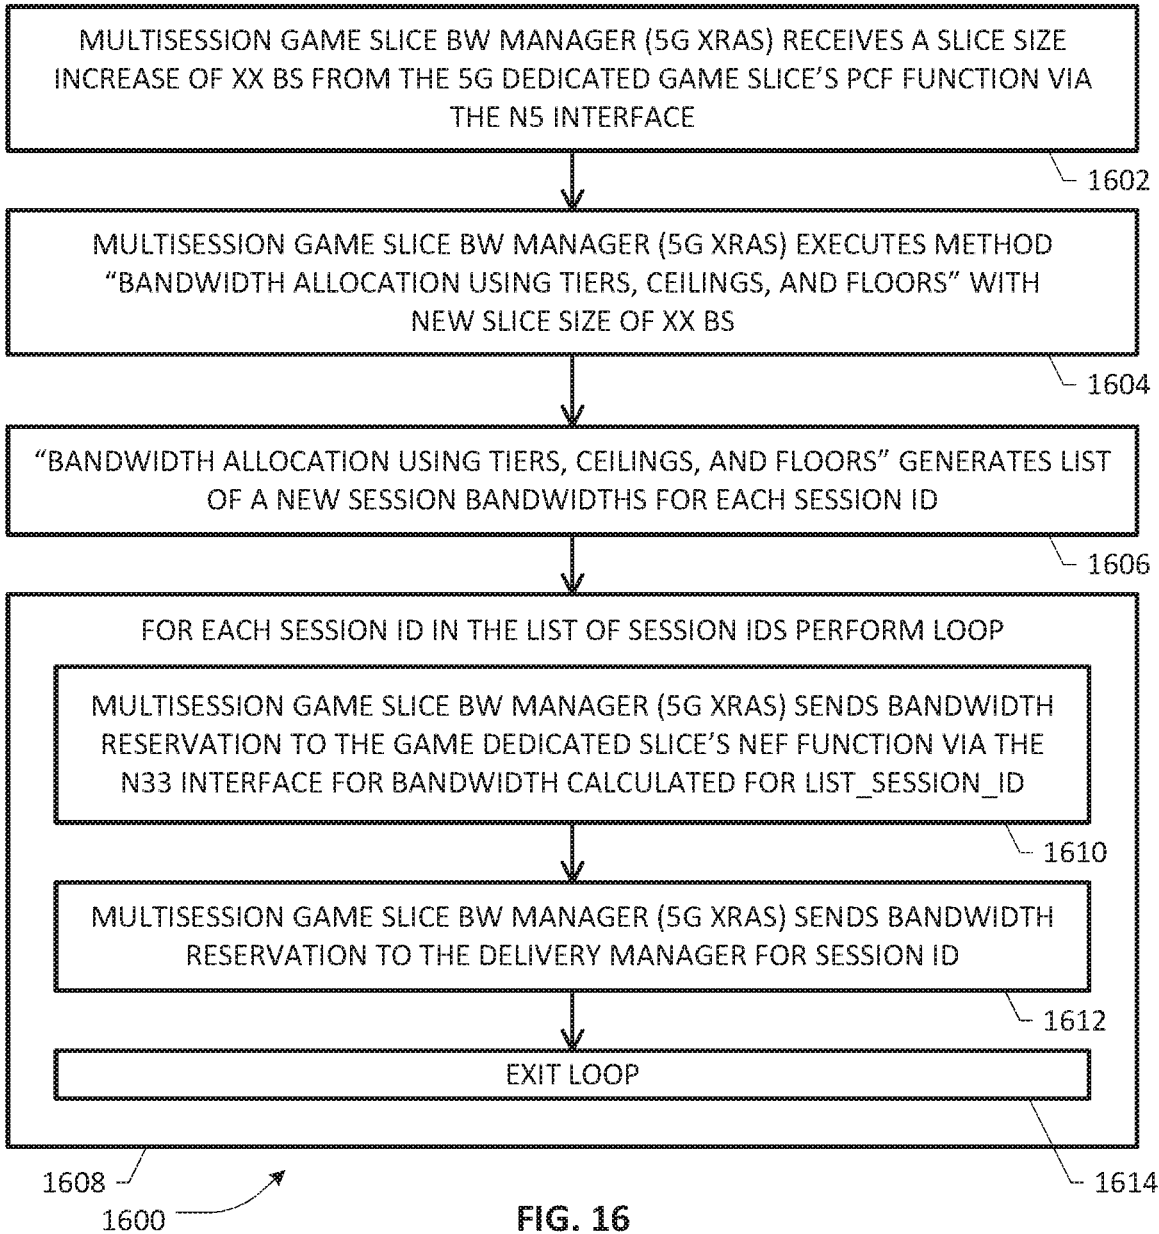 MULTISESSION GAME SLICE BW MANAGER (5G XRAS) RECEIVES A SLICE SIZE
INCREASE OF XX BS FROM THE 5G DEDICATED GAME SLICE'S PCF FUNCTION VIA
THE N5 INTERFACE
1602
MULTISESSION GAME SLICE BW MANAGER (5G XRAS) EXECUTES METHOD
“BANDWIDTH ALLOCATION USING TIERS, CEILINGS, AND FLOORS” WITH
NEW SLICE SIZE OF XX BS
1604
“BANDWIDTH ALLOCATION USING TIERS, CEILINGS, AND FLOORS” GENERATES LIST
OF A NEW SESSION BANDWIDTHS FOR EACH SESSION ID
1606
FOR EACH SESSION ID IN THE LIST OF SESSION IDS PERFORM LOOP
MULTISESSION GAME SLICE BW MANAGER (5G XRAS) SENDS BANDWIDTH
RESERVATION TO THE GAME DEDICATED SLICE'S NEF FUNCTION VIA THE
N33 INTERFACE FOR BANDWIDTH CALCULATED FOR LIST_SESSION_ID
1610
MULTISESSION GAME SLICE BW MANAGER (5G XRAS) SENDS BANDWIDTH
RESERVATION TO THE DELIVERY MANAGER FOR SESSION ID
1612
EXIT LOOP
1608
1614
1600
FIG. 16